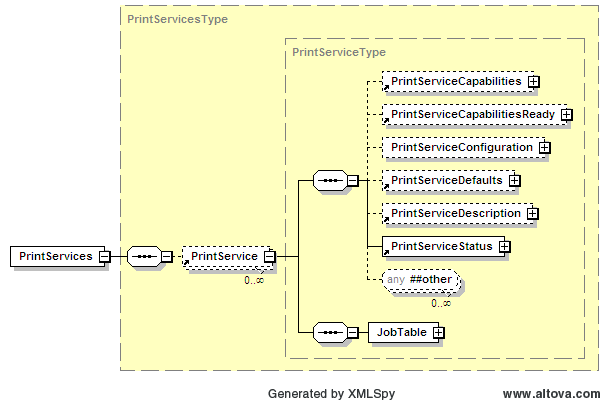 PrintServicesType
PrintServiceType
PrintServiceCapabilities
PrintServiceCapabilitiesReady
PrintServiceConfiguration
PrintServiceDefaults
PrintServiceDescription
PrintServices
PrintService
0..∞
PrintServiceStatus
any ##other
0..∞
JobTable
Generated by XMLSpy
www.altova.com